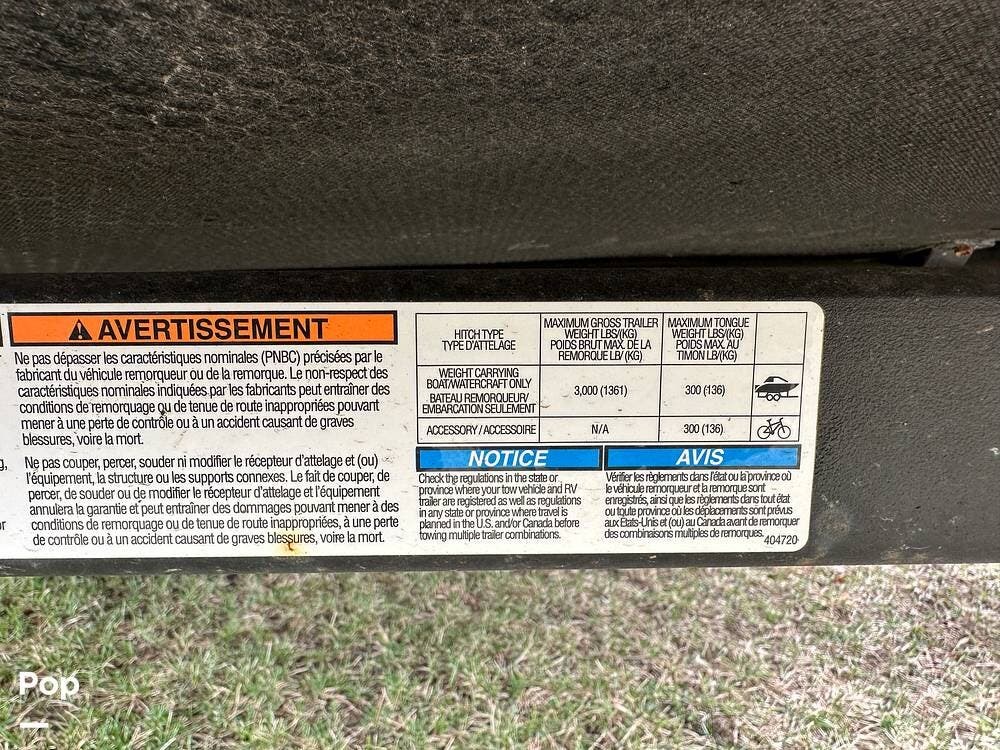 AVERTISSEMENT
Ne pas dépasser les caractéristiques nominales (PNBC) précisées par le
fabricant du véhicule remorqueur ou de la remorque. Le non-respect des
caractéristiques nominales indiquées par les fabricants peut entraîner des
conditions de remorquage ou de tenue de route inappropriées pouvant
mener à une perte de contrôle ou à un accident causant de graves
blessures, voire la mort.
g, Ne pas couper, percer, souder ni modifier le récepteur d'attelage et (ou)
l'équipement, la structure ou les supports connexes. Le fait de couper, de
percer, de souder ou de modifier le récepteur d'attelage et l'équipement
annulera la garantie et peut entraîner des dommages pouvant mener à des
or conditions de remorquage ou de tenue de route inappropriées, à une perte
de contrôle ou à un accident causant de graves blessures, voire la mort.
HITCH TYPE
TYPE D'ATTELAGE
MAXIMUM GROSS TRAILER
WEIGHT LBS/(KG)
POIDS BRUT MAX. DE LA
REMORQUE LB/ (KG)
MAXIMUM TONGUE
WEIGHT LBS/(KG)
POIDS MAX. AU
TIMON LB/(KG)
WEIGHT CARRYING
BOAT/WATERCRAFT ONLY
BATEAU REMORQUEUR/
EMBARCATION SEULEMENT
3,000 (1361)
300 (136)
ACCESSORY / ACCESSOIRE
N/A
300 (136)
NOTICE
Check the regulations in the state or
province where your tow vehicle and RV
trailer are registered as well as regulations
in any state or province where travel is
planned in the U.S. and/or Canada before
towing multiple trailer combinations.
AVIS
Vérifier les règlements dans l'état ou la province où
le véhicule remorqueur et la remorque sont
enregistrés, ainsi que les règlements dans tout état
ou toute province où les déplacements sont prévus
aux Etats-Unis et (ou) au Canada avant de remorquer
des combinaisons multiples de remorques.
404720
Pop